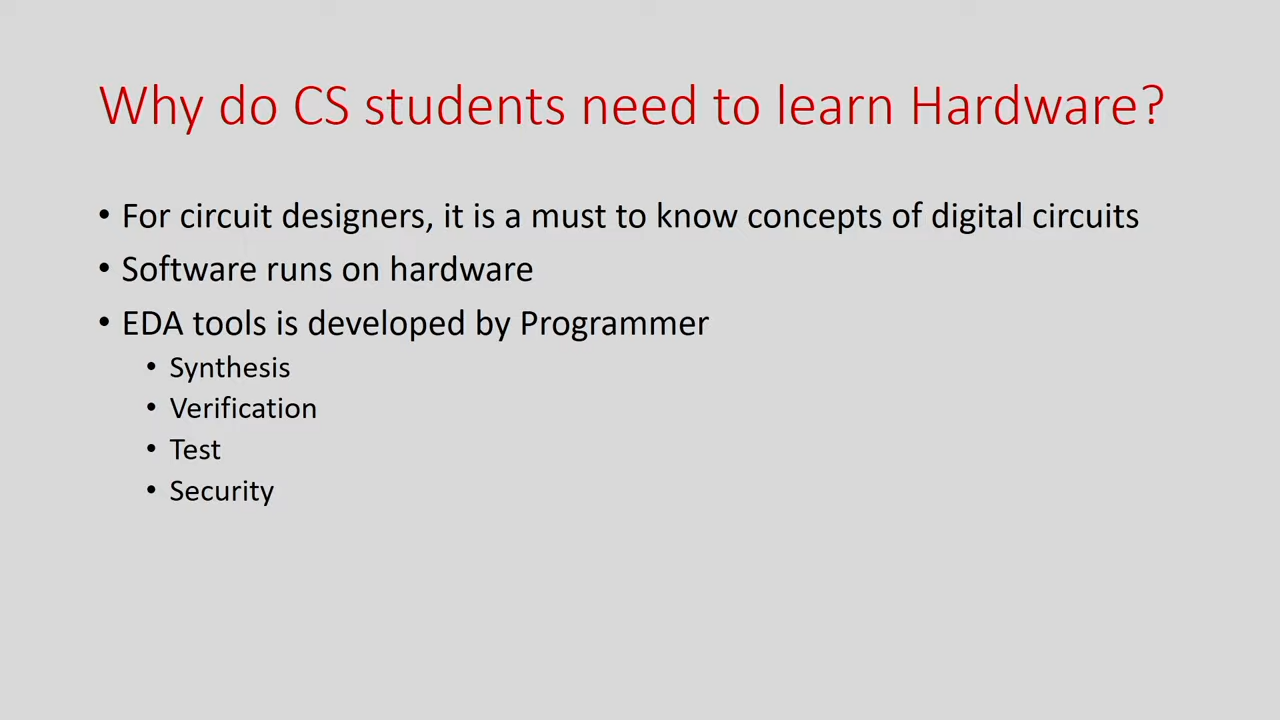 Why do CS students need to learn Hardware?
• For circuit designers, it is a must to know concepts of digital circuits
• Software runs on hardware
• EDA tools is developed by Programmer
• Synthesis
• Verification
• Test
• Security